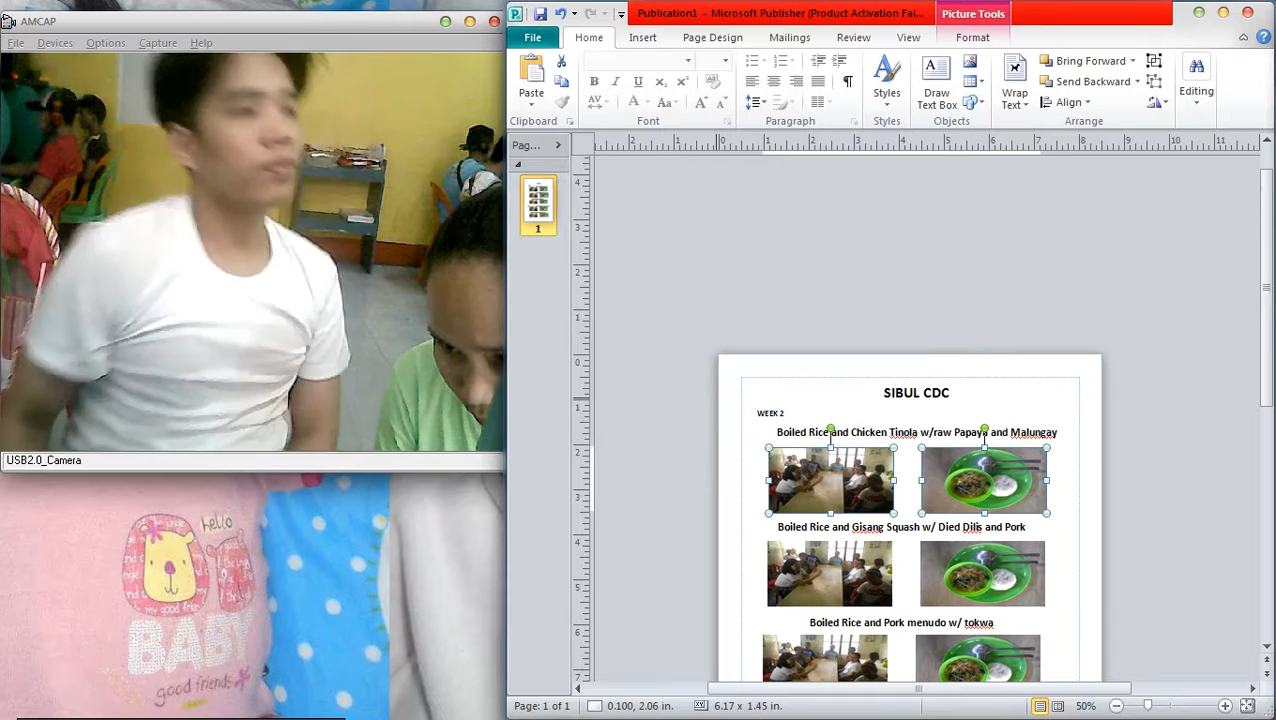 AMCAP
File Devices Options Capture Help
USB2.0_Camera
hello
BABY
good friends
Publication1 - Microsoft Publisher (Product Activation Fai...
Picture Tools
File Home Insert Page Design Mailings Review View Format
Paste
Clipboard
Font
Paragraph
Styles
Styles
Draw
Text Box
Objects
Wrap
Text
Bring Forward
Send Backward
Align
Arrange
Editing
Pag...
1
SIBUL CDC
WEEK 2
Boiled Rice and Chicken Tinola w/raw Papaya and Malungay
Boiled Rice and Gisang Squash w/ Died Dilis and Pork
Boiled Rice and Pork menudo w/ tokwa
Page: 1 of 1
0.100, 2.06 in.
6.17 x 1.45 in.
50%